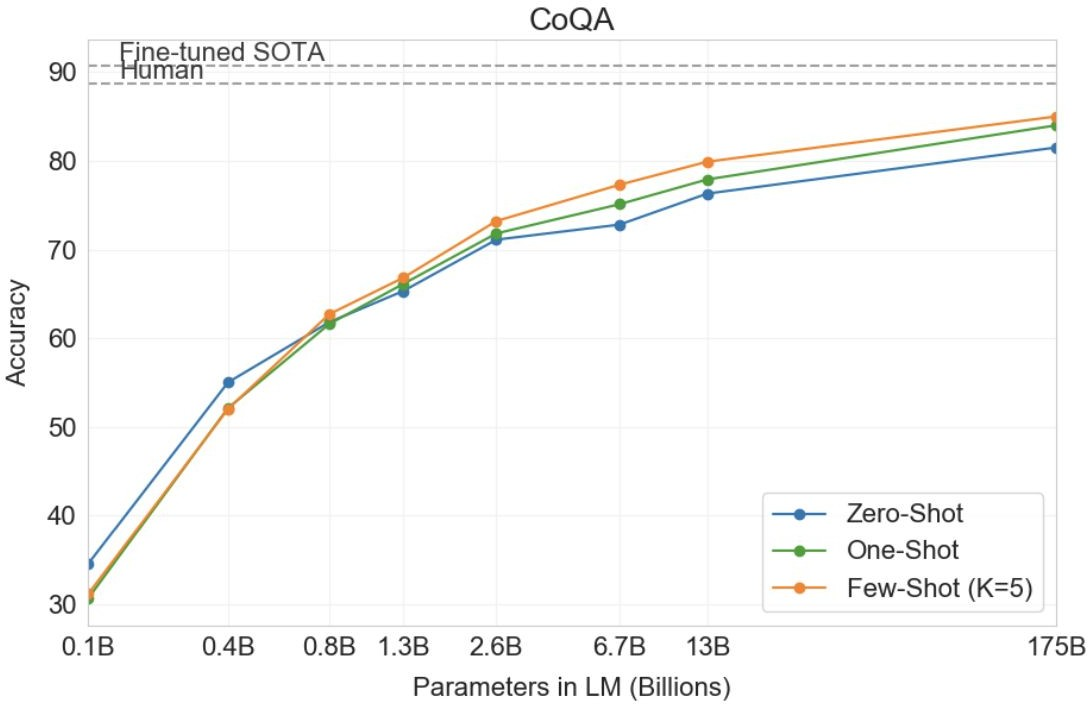 CoQA
Fine-tuned SOTA
Human
90
80
70
60
50
40
30
Accuracy
0.1B 0.4B 0.8B 1.3B 2.6B 6.7B 13B 175B
Parameters in LM (Billions)
Zero-Shot
One-Shot
Few-Shot (K=5)